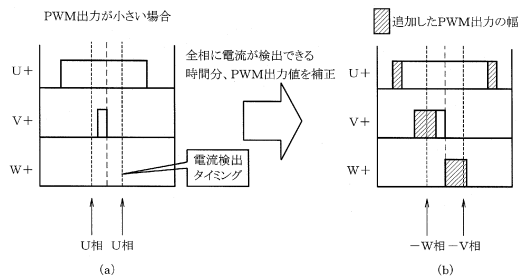 PWM出力が小さい場合
追加したPWM出力の幅
全相に電流が検出できる
時間分、PWM出力値を補正
U+
V+
W+
電流検出
タイミング
U相 U相
(a)
U+
V+
W+
−W相 −V相
(b)